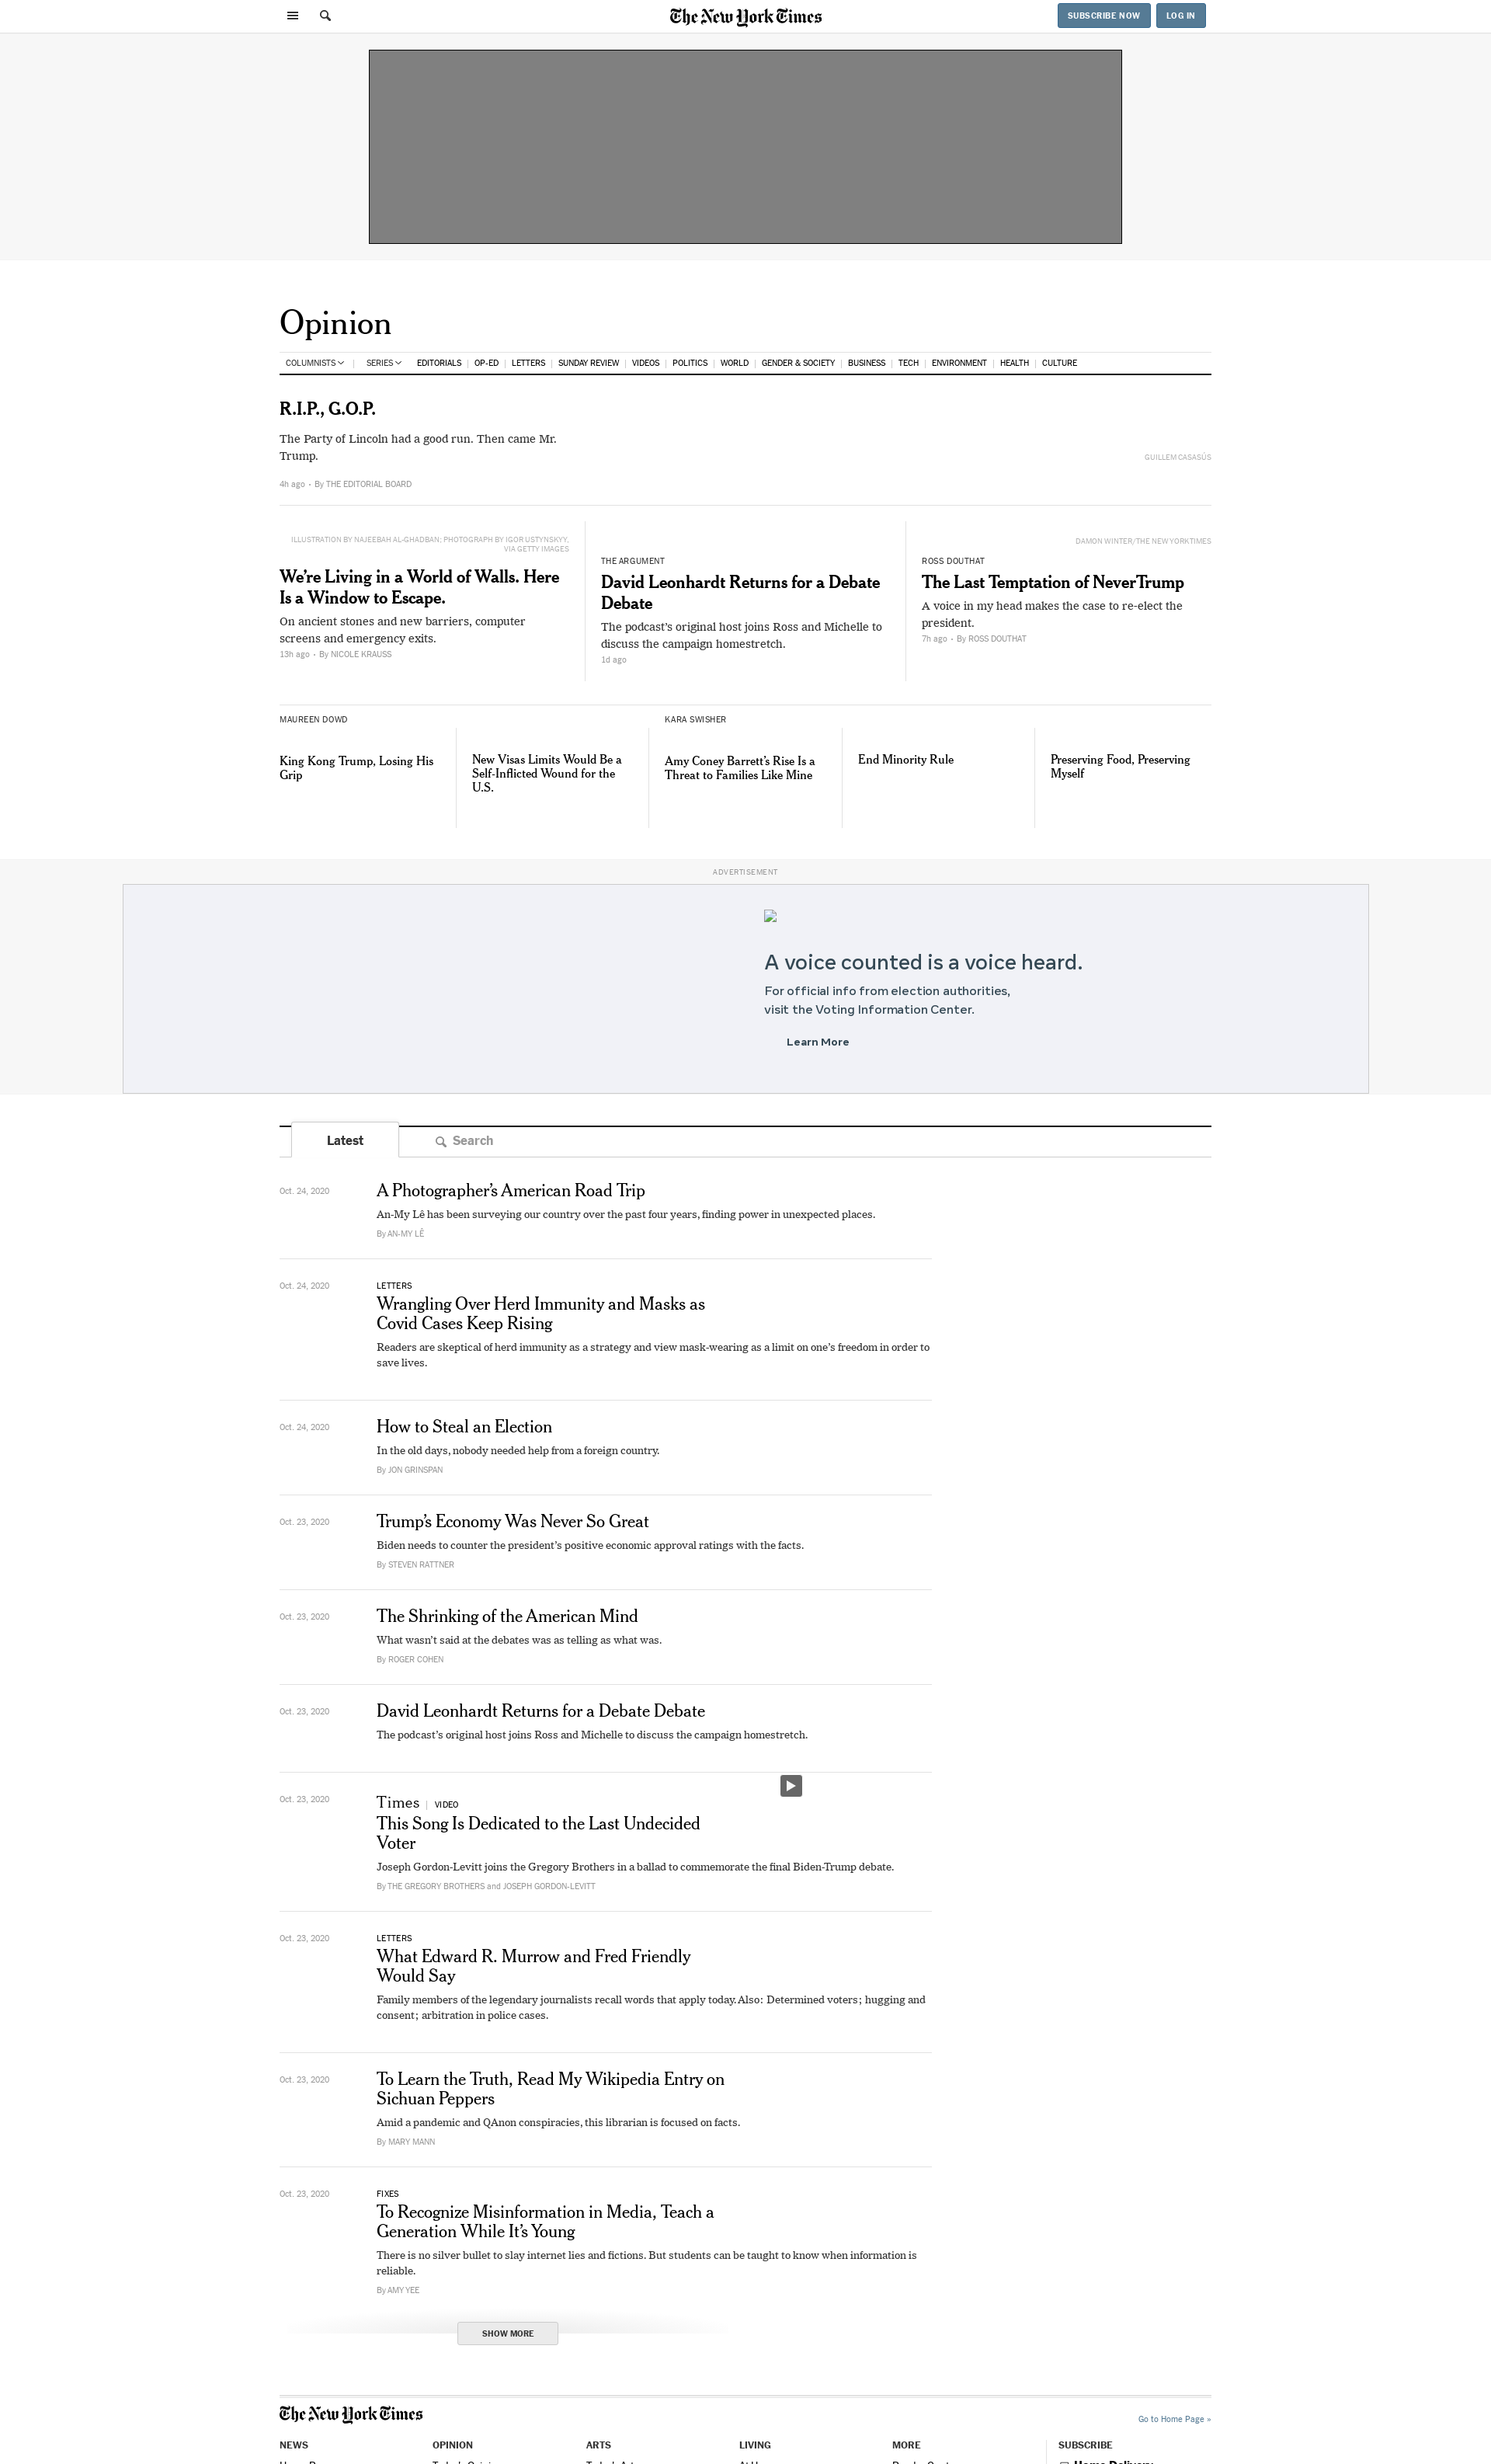 The New York Times
SUBSCRIBE NOW
LOG IN
Opinion
COLUMNISTS
SERIES
EDITORIALS
OP-ED
LETTERS
SUNDAY REVIEW
VIDEOS
POLITICS
WORLD
GENDER & SOCIETY
BUSINESS
TECH
ENVIRONMENT
HEALTH
CULTURE
R.I.P., G.O.P.
The Party of Lincoln had a good run. Then came Mr.
Trump.
GUILLEM CASASÚS
4h ago • By THE EDITORIAL BOARD
ILLUSTRATION BY NAJEEBAH AL-GHADBAN; PHOTOGRAPH BY IGOR USTYNSKYY,
VIA GETTY IMAGES
We’re Living in a World of Walls. Here
Is a Window to Escape.
On ancient stones and new barriers, computer
screens and emergency exits.
13h ago • By NICOLE KRAUSS
THE ARGUMENT
David Leonhardt Returns for a Debate
Debate
The podcast’s original host joins Ross and Michelle to
discuss the campaign homestretch.
1d ago
DAMON WINTER/THE NEW YORK TIMES
ROSS DOUTHAT
The Last Temptation of NeverTrump
A voice in my head makes the case to re-elect the
president.
7h ago • By ROSS DOUTHAT
MAUREEN DOWD
King Kong Trump, Losing His
Grip
New Visas Limits Would Be a
Self-Inflicted Wound for the
U.S.
KARA SWISHER
Amy Coney Barrett’s Rise Is a
Threat to Families Like Mine
End Minority Rule
Preserving Food, Preserving
Myself
ADVERTISEMENT
A voice counted is a voice heard.
For official info from election authorities,
visit the Voting Information Center.
Learn More
Latest
Search
Oct. 24, 2020
A Photographer’s American Road Trip
An-My Lê has been surveying our country over the past four years, finding power in unexpected places.
By AN-MY LÊ
Oct. 24, 2020
LETTERS
Wrangling Over Herd Immunity and Masks as
Covid Cases Keep Rising
Readers are skeptical of herd immunity as a strategy and view mask-wearing as a limit on one’s freedom in order to
save lives.
Oct. 24, 2020
How to Steal an Election
In the old days, nobody needed help from a foreign country.
By JON GRINSPAN
Oct. 23, 2020
Trump’s Economy Was Never So Great
Biden needs to counter the president’s positive economic approval ratings with the facts.
By STEVEN RATTNER
Oct. 23, 2020
The Shrinking of the American Mind
What wasn’t said at the debates was as telling as what was.
By ROGER COHEN
Oct. 23, 2020
David Leonhardt Returns for a Debate Debate
The podcast’s original host joins Ross and Michelle to discuss the campaign homestretch.
Oct. 23, 2020
Times | VIDEO
This Song Is Dedicated to the Last Undecided
Voter
Joseph Gordon-Levitt joins the Gregory Brothers in a ballad to commemorate the final Biden-Trump debate.
By THE GREGORY BROTHERS and JOSEPH GORDON-LEVITT
Oct. 23, 2020
LETTERS
What Edward R. Murrow and Fred Friendly
Would Say
Family members of the legendary journalists recall words that apply today. Also: Determined voters; hugging and
consent; arbitration in police cases.
Oct. 23, 2020
To Learn the Truth, Read My Wikipedia Entry on
Sichuan Peppers
Amid a pandemic and QAnon conspiracies, this librarian is focused on facts.
By MARY MANN
Oct. 23, 2020
FIXES
To Recognize Misinformation in Media, Teach a
Generation While It’s Young
There is no silver bullet to slay internet lies and fictions. But students can be taught to know when information is
reliable.
By AMY YEE
SHOW MORE
The New York Times
Go to Home Page »
NEWS
OPINION
ARTS
LIVING
MORE
SUBSCRIBE